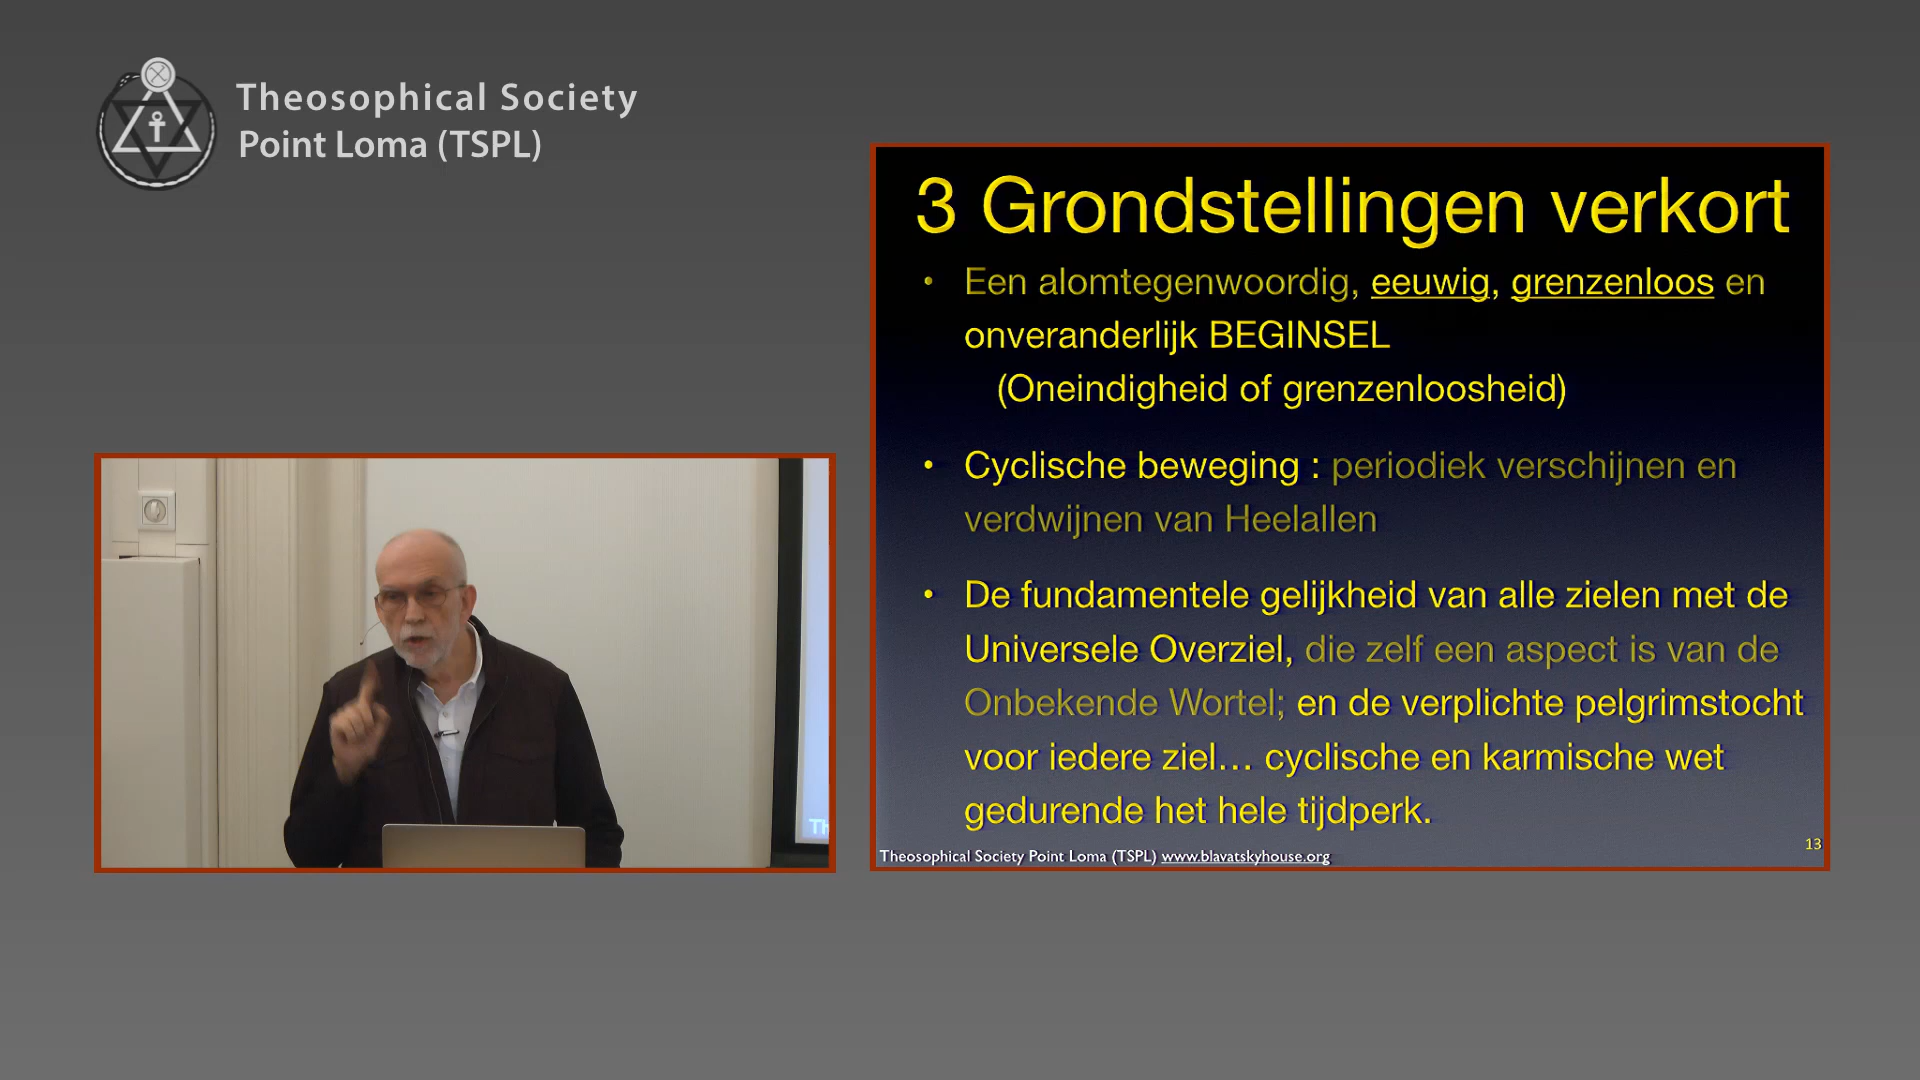 Theosophical Society
Point Loma (TSPL)
3 Grondstellingen verkort
• Een alomtegenwoordig, eeuwig, grenzenloos en
onveranderlijk BEGINSEL
(Oneindigheid of grenzenloosheid)
• Cyclische beweging : periodiek verschijnen en
verdwijnen van Heelallen
• De fundamentele gelijkheid van alle zielen met de
Universele Overziel, die zelf een aspect is van de
Onbekende Wortel; en de verplichte pelgrimstocht
voor iedere ziel… cyclische en karmische wet
gedurende het hele tijdperk.
13
Theosophical Society Point Loma (TSPL) www.blavatskyhouse.org
Th